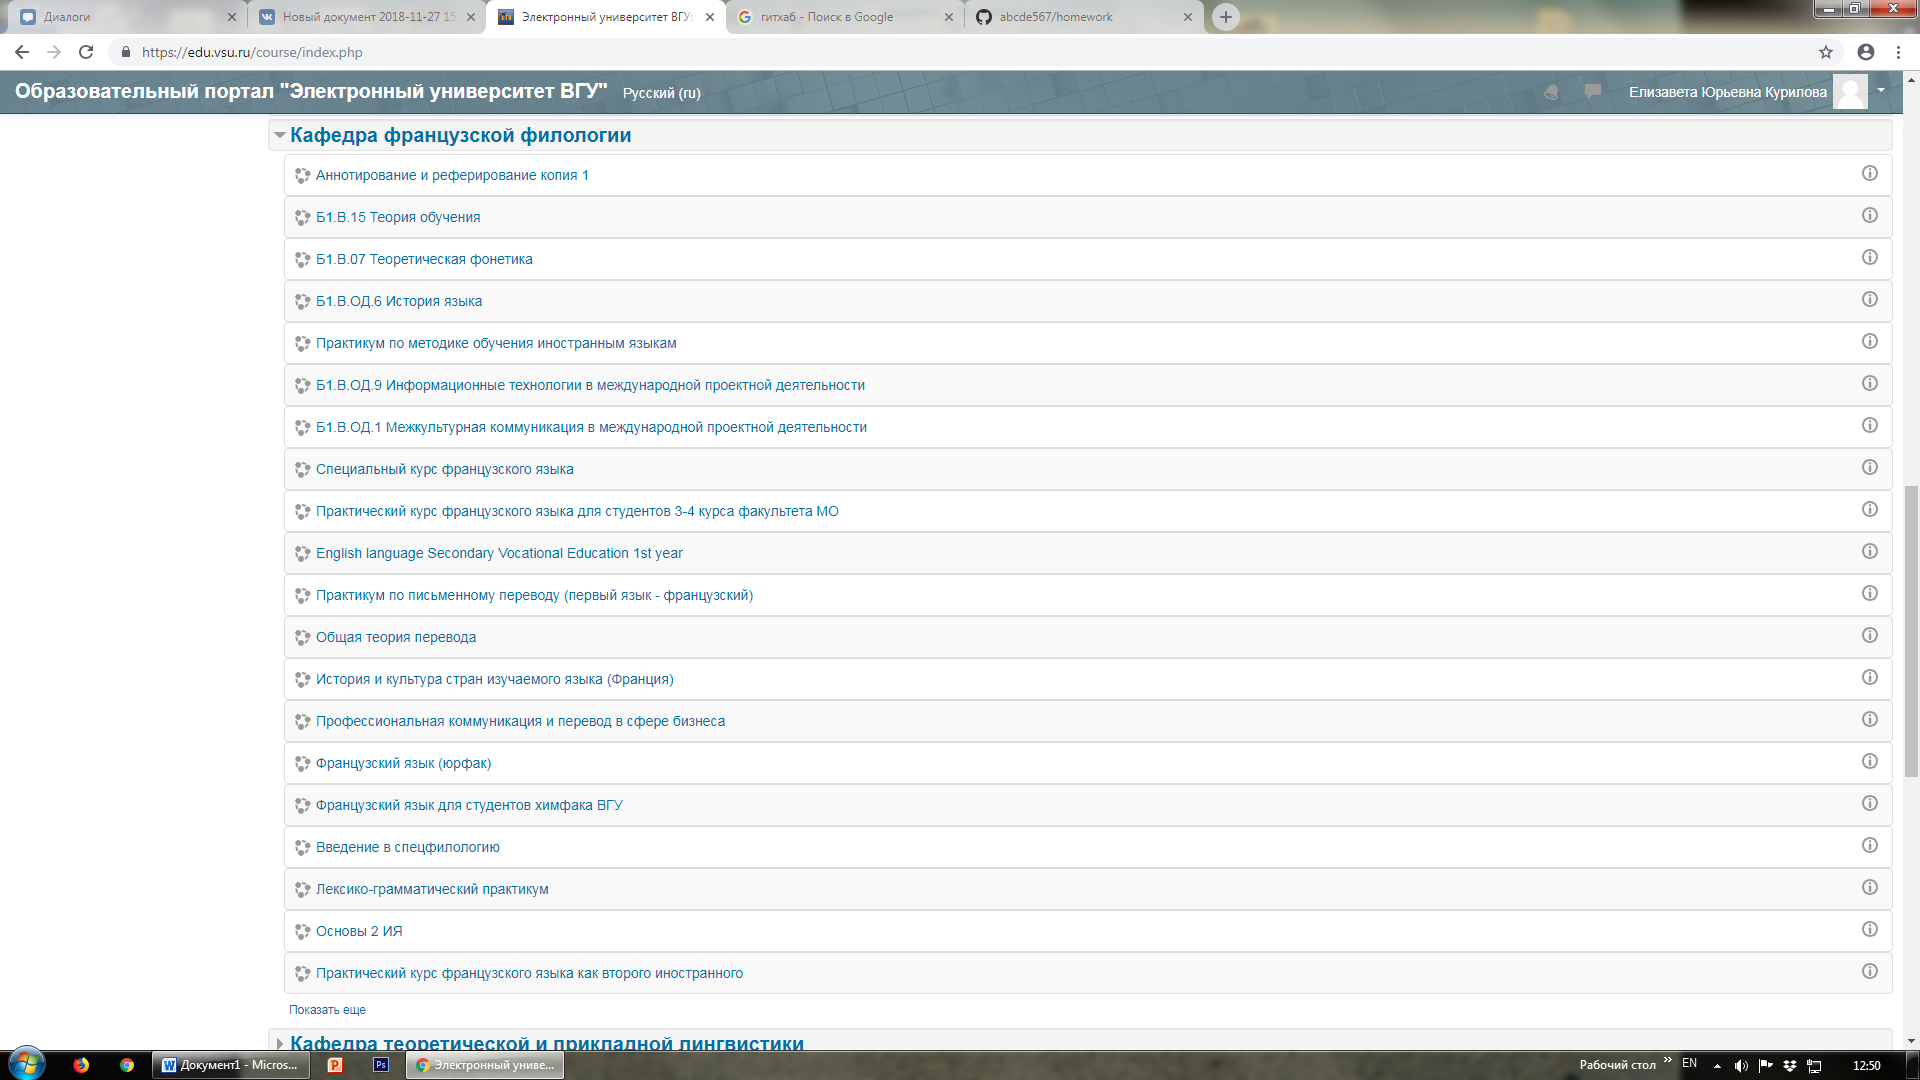 Диалоги
Новый документ 2018-11-27 15
Электронный университет ВГУ:
гитхаб - Поиск в Google
abcde567/homework
https://edu.vsu.ru/course/index.php
Образовательный портал "Электронный университет ВГУ"
Русский (ru)
Елизавета Юрьевна Курилова
Кафедра французской филологии
Аннотирование и реферирование копия 1
Б1.В.15 Теория обучения
Б1.В.07 Теоретическая фонетика
Б1.В.ОД.6 История языка
Практикум по методике обучения иностранным языкам
Б1.В.ОД.9 Информационные технологии в международной проектной деятельности
Б1.В.ОД.1 Межкультурная коммуникация в международной проектной деятельности
Специальный курс французского языка
Практический курс французского языка для студентов 3-4 курса факультета МО
English language Secondary Vocational Education 1st year
Практикум по письменному переводу (первый язык - французский)
Общая теория перевода
История и культура стран изучаемого языка (Франция)
Профессиональная коммуникация и перевод в сфере бизнеса
Французский язык (юрфак)
Французский язык для студентов химфака ВГУ
Введение в спецфилологию
Лексико-грамматический практикум
Основы 2 ИЯ
Практический курс французского языка как второго иностранного
Показать еще
Кафедра теоретической и прикладной лингвистики
Документ1 - Micros...
Ps
Электронный униве...
Рабочий стол
EN
12:50